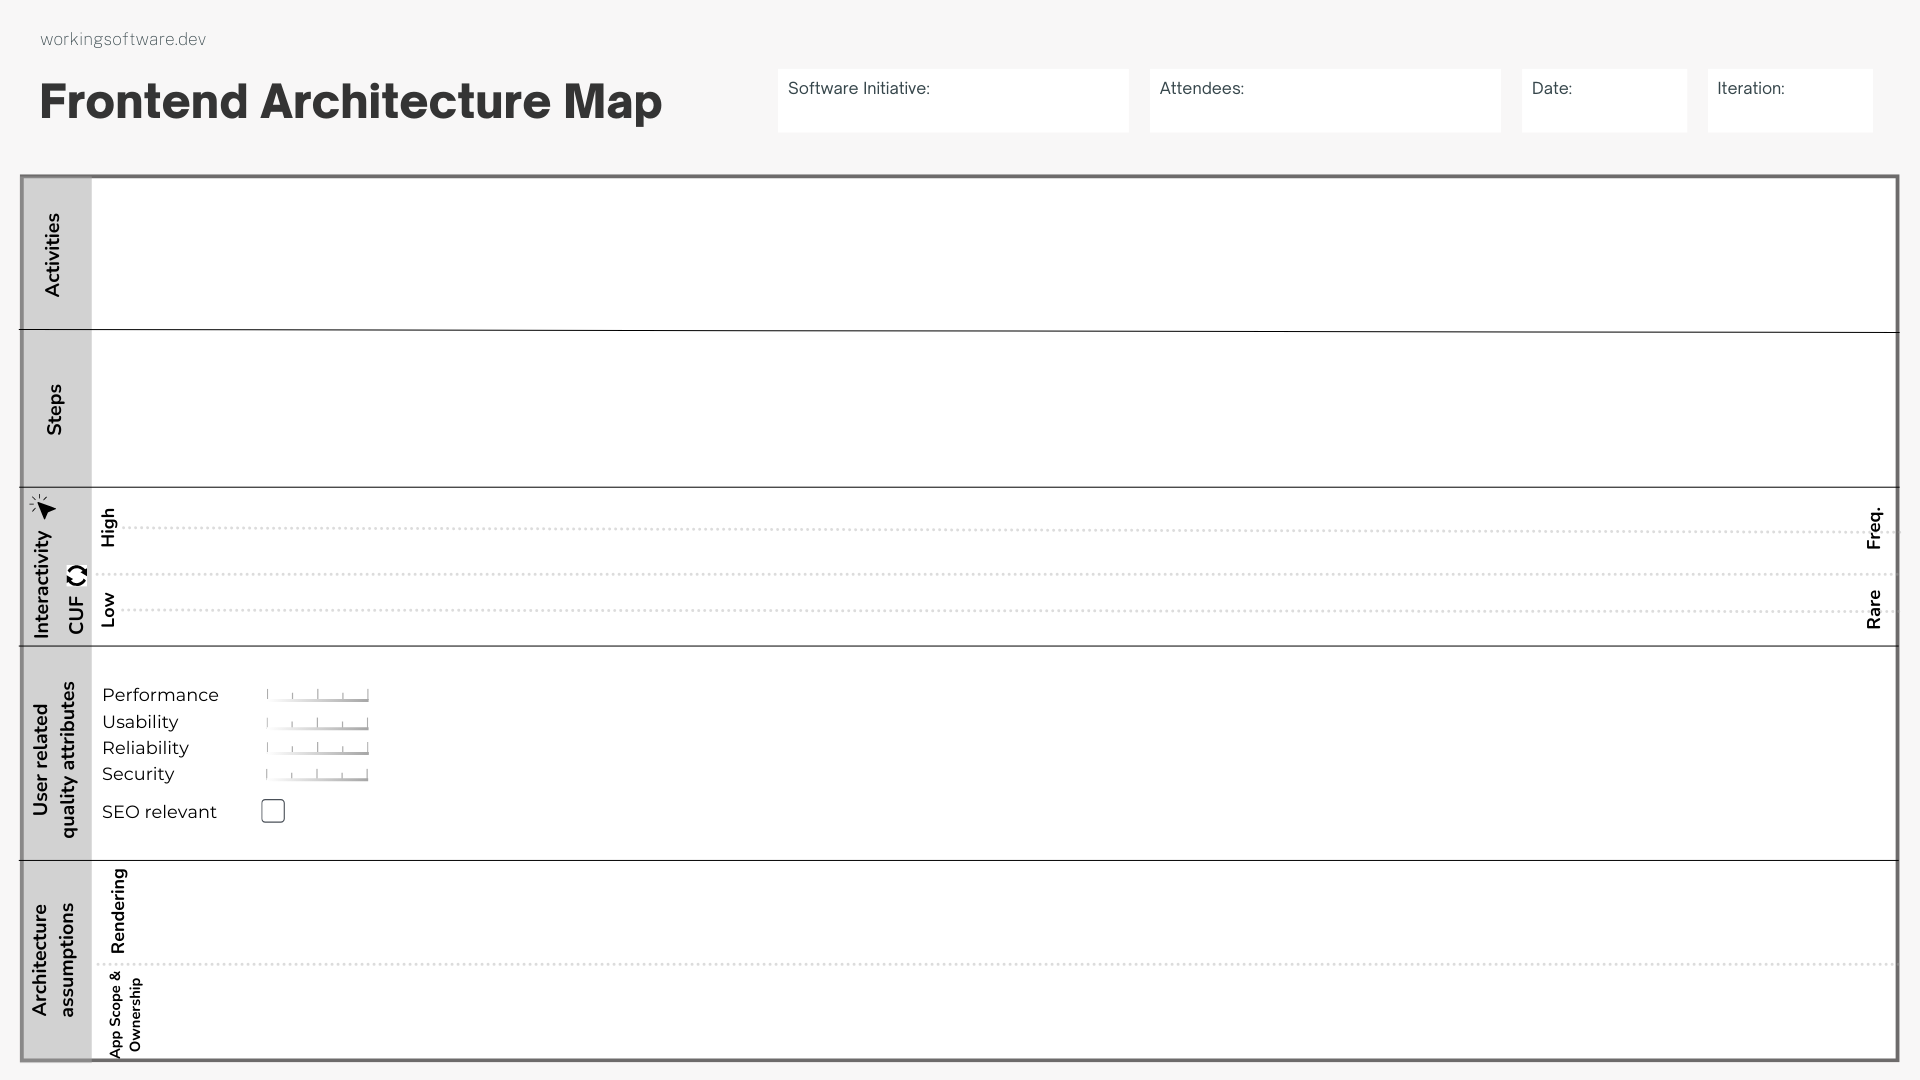 workingsoftware.dev
Frontend Architecture Map
Software Initiative:
Attendees:
Date:
Iteration:
Activities
Steps
Interactivity
CUF
High
Low
Freq.
Rare
User related
quality attributes
Performance
Usability
Reliability
Security
SEO relevant
Architecture
assumptions
Rendering
App Scope &
Ownership